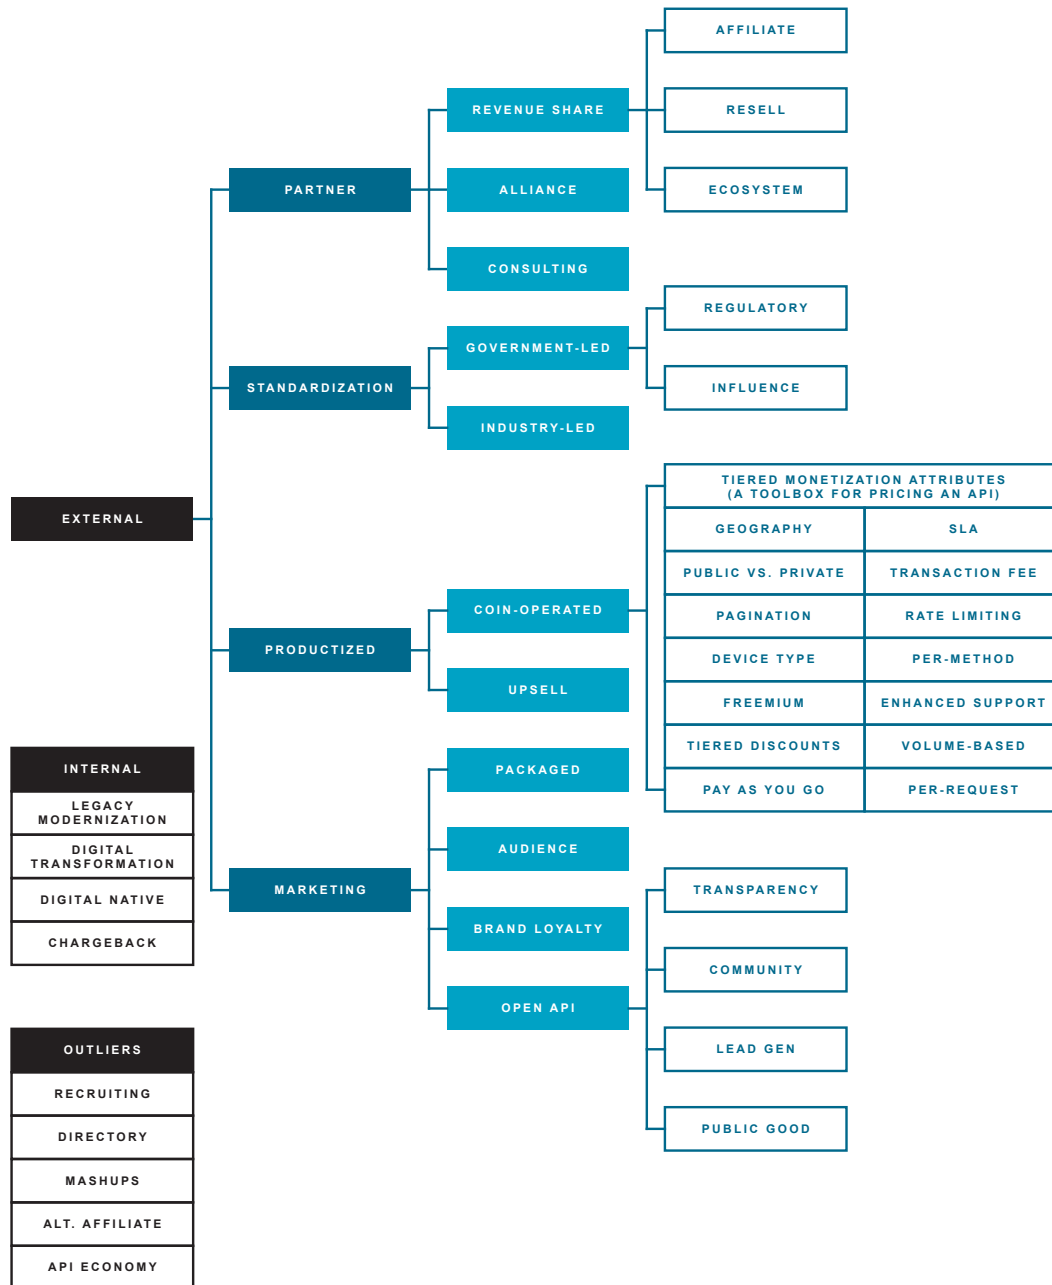 EXTERNAL
PARTNER
REVENUE SHARE
AFFILIATE
RESELL
ECOSYSTEM
ALLIANCE
CONSULTING
STANDARDIZATION
GOVERNMENT-LED
REGULATORY
INFLUENCE
INDUSTRY-LED
PRODUCTIZED
COIN-OPERATED
TIERED MONETIZATION ATTRIBUTES
(A TOOLBOX FOR PRICING AN API)
GEOGRAPHY
SLA
PUBLIC VS. PRIVATE
TRANSACTION FEE
PAGINATION
RATE LIMITING
DEVICE TYPE
PER-METHOD
FREEMIUM
ENHANCED SUPPORT
TIERED DISCOUNTS
VOLUME-BASED
PAY AS YOU GO
PER-REQUEST
UPSELL
MARKETING
PACKAGED
AUDIENCE
BRAND LOYALTY
OPEN API
TRANSPARENCY
COMMUNITY
LEAD GEN
PUBLIC GOOD
INTERNAL
LEGACY
MODERNIZATION
DIGITAL
TRANSFORMATION
DIGITAL NATIVE
CHARGEBACK
OUTLIERS
RECRUITING
DIRECTORY
MASHUPS
ALT. AFFILIATE
API ECONOMY